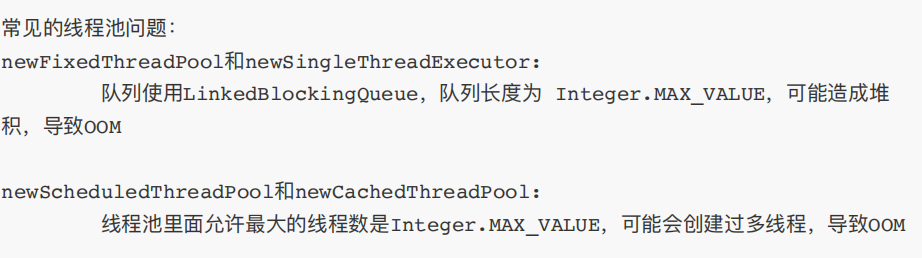 常见的线程池问题：
newFixedThreadPool和newSingleThreadExecutor:
队列使用LinkedBlockingQueue，队列长度为 Integer.MAX_VALUE，可能造成堆
积，导致OOM
newScheduledThreadPool和newCachedThreadPool:
线程池里面允许最大的线程数是Integer.MAX_VALUE，可能会创建过多线程，导致OOM